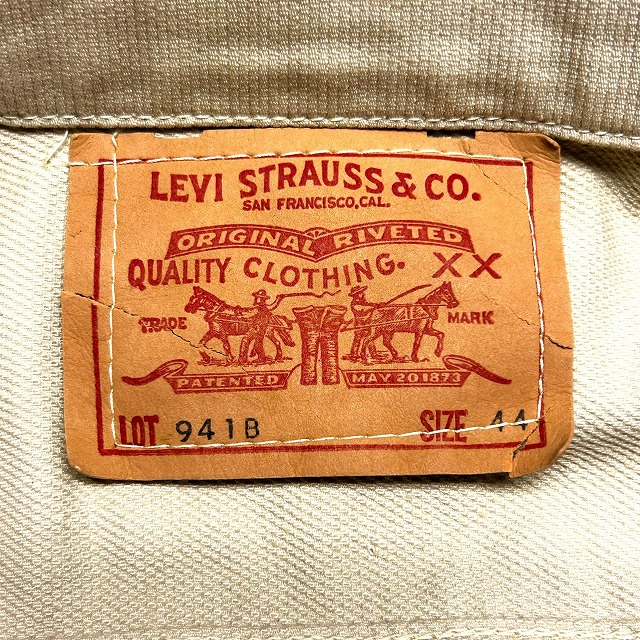 LEVI STRAUSS & CO.
SAN FRANCISCO, CAL.
ORIGINAL RIVETED
QUALITY CLOTHING. XX
TRADE MARK
PATENTED MAY 20 1873
LOT 941B SIZE 44